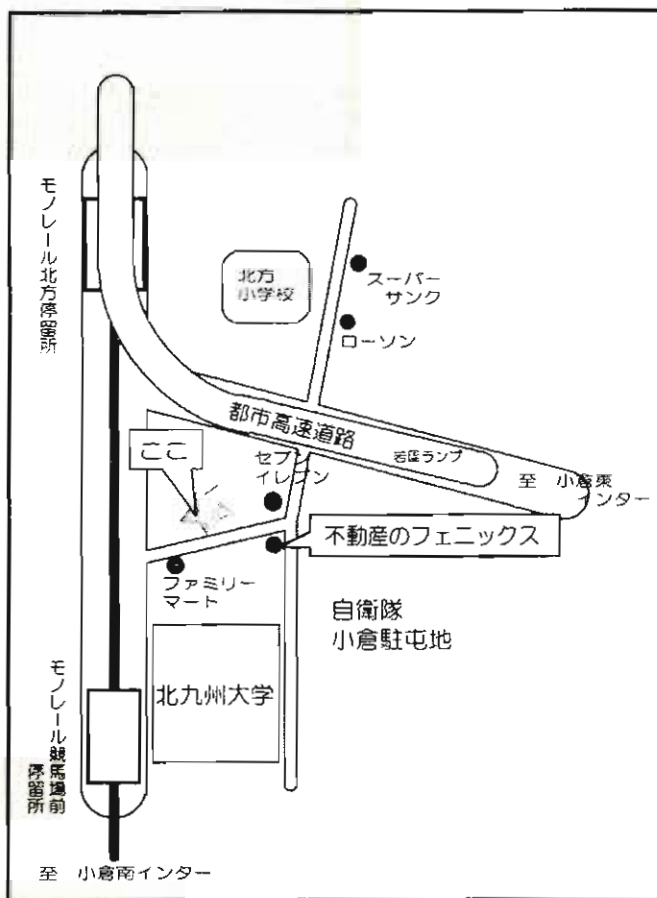 モノレール北方停留所
北方
小学校
スーパー
サンク
ローソン
都市高速道路
若園ランプ
至 小倉東
インター
ここ
セブン
イレブン
不動産のフェニックス
ファミリー
マート
自衛隊
小倉駐屯地
北九州大学
モノレール競馬場前
停留所
至 小倉南インター